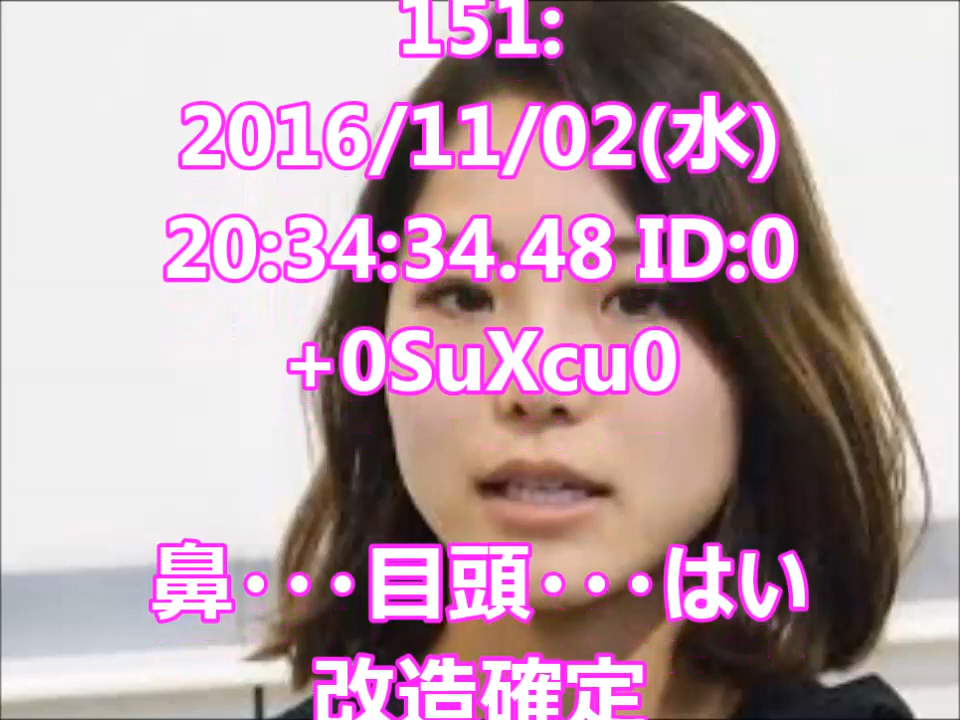 151:
2016/11/02(水)
20:34:34.48 ID:0
+0SuXcu0
鼻・・・目頭・・・はい
改造確定